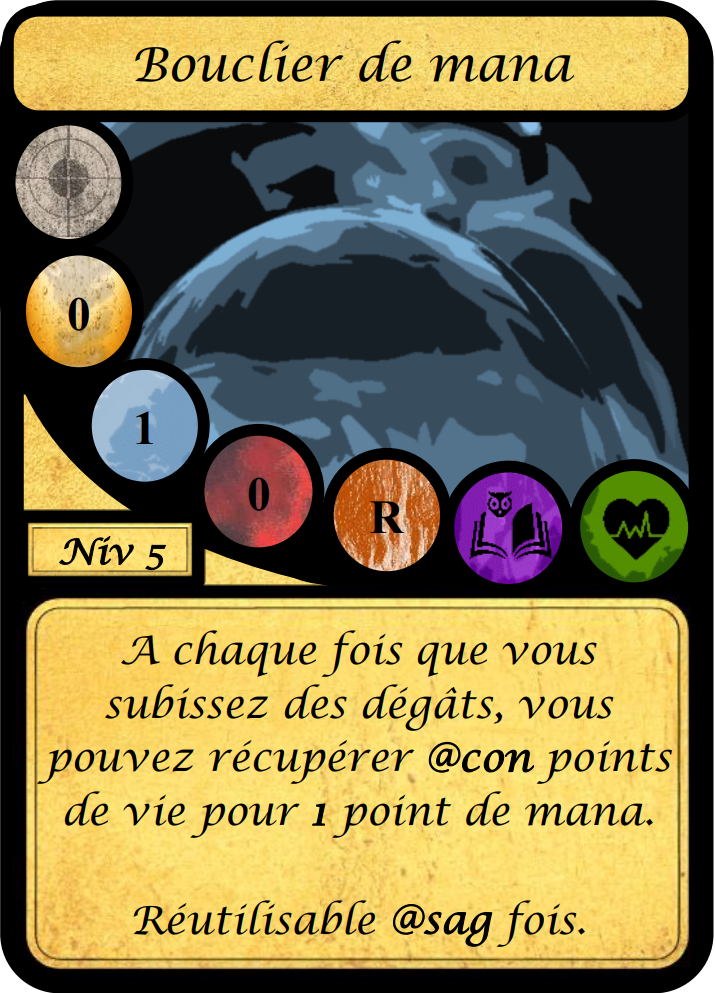 Bouclier de mana
0
1
0
R
Niv 5
A chaque fois que vous
subissez des dégâts, vous
pouvez récupérer @con points
de vie pour 1 point de mana.
Réutilisable @sag fois.